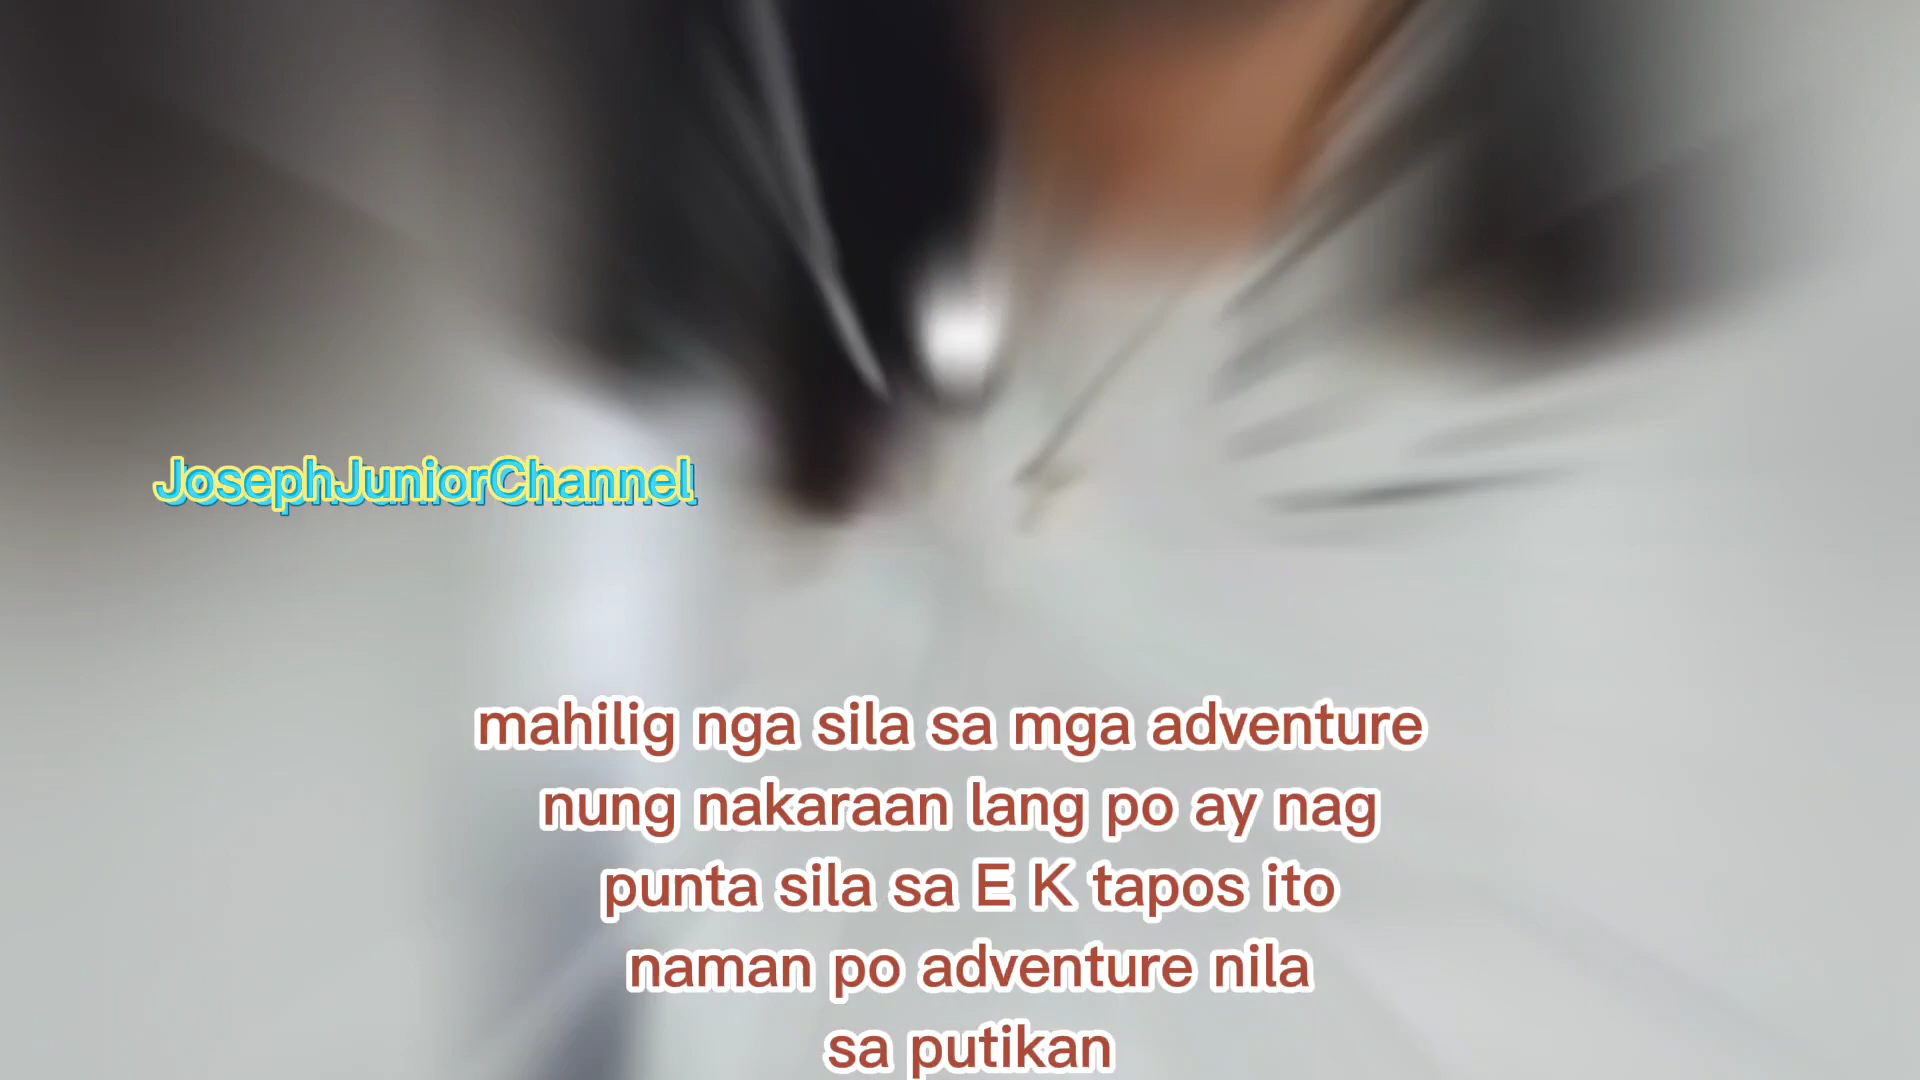 JosephJuniorChannel
mahilig nga sila sa mga adventure
nung nakaraan lang po ay nag
punta sila sa E K tapos ito
naman po adventure nila
sa putikan